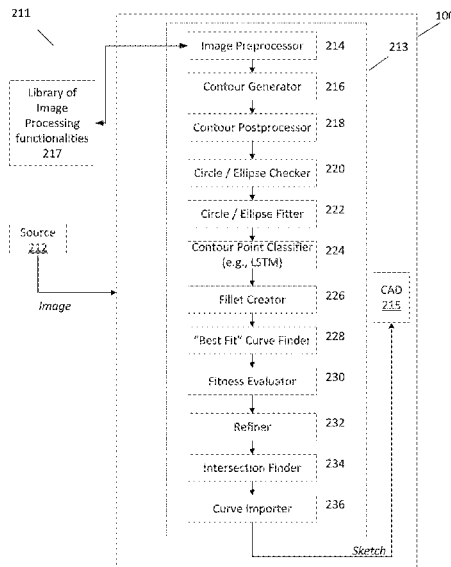 211
100
213
Image Preprocessor 214
Library of
Image
Processing
functionalities
217
Contour Generator 216
Contour Postprocessor 218
Circle / Ellipse Checker 220
Circle / Ellipse Fitter 222
Source
212
Contour Point Classifier
(e.g., LSTM) 224
Image
Fillet Creator 226
CAD
215
"Best Fit" Curve Finder 228
Fitness Evaluator 230
Refiner 232
Intersection Finder 234
Curve Importer 236
Sketch